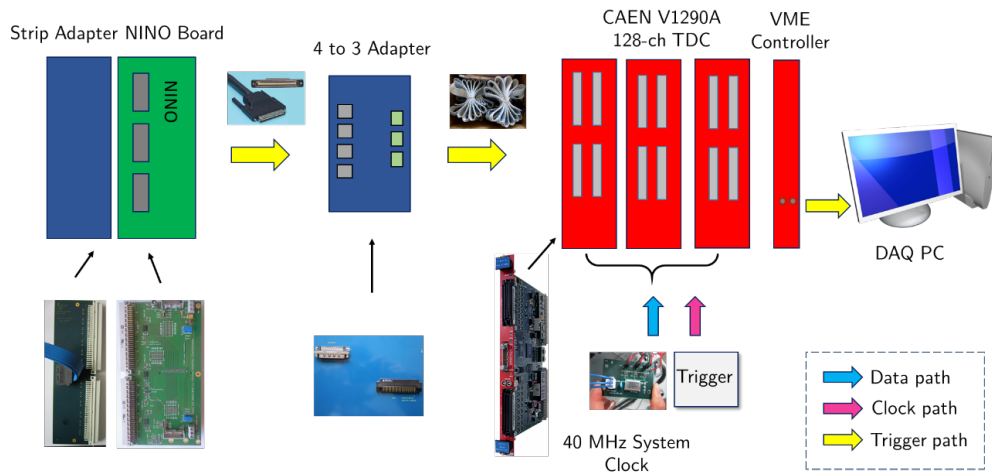 Strip Adapter NINO Board
4 to 3 Adapter
CAEN V1290A
128-ch TDC
VME
Controller
NINO
DAQ PC
Trigger
40 MHz System
Clock
Data path
Clock path
Trigger path